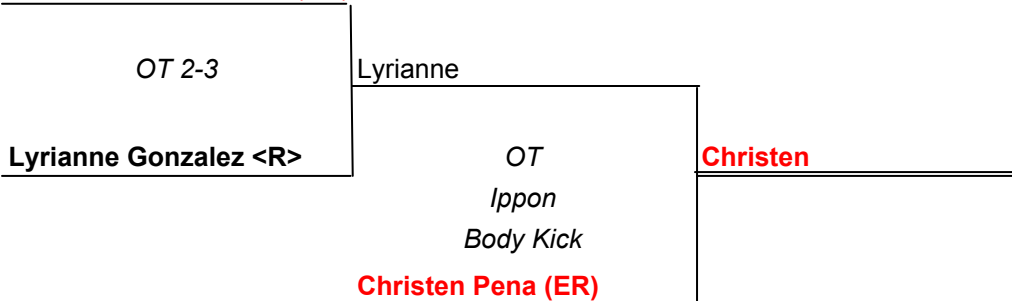 OT 2-3
Lyrianne
Lyrianne Gonzalez <R>
OT
Christen
Ippon
Body Kick
Christen Pena (ER)